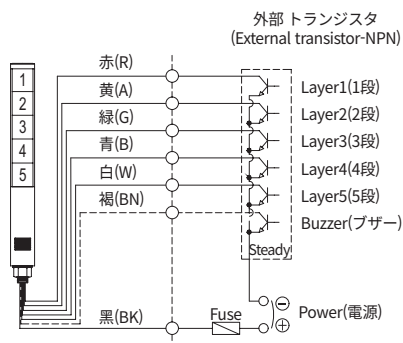 外部 トランジスタ
(External transistor-NPN)
赤(R)
黄(A)
緑(G)
青(B)
白(W)
褐(BN)
黑(BK)
1
2
3
4
5
Layer1(1段)
Layer2(2段)
Layer3(3段)
Layer4(4段)
Layer5(5段)
Buzzer(ブザー)
Steady
Fuse
Power(電源)